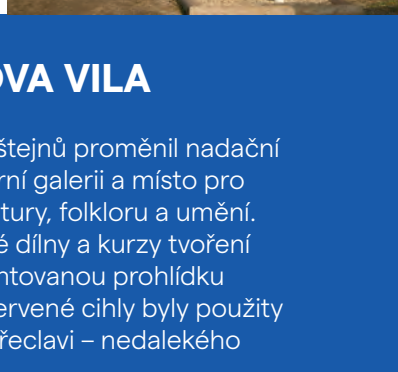 OVA VILA
štejnů proměnil nadační
rní galerii a místo pro
tury, folkloru a umění.
é dílny a kurzy tvoření
ntovanou prohlídku
ervené cihly byly použity
řeclavi – nedalekého